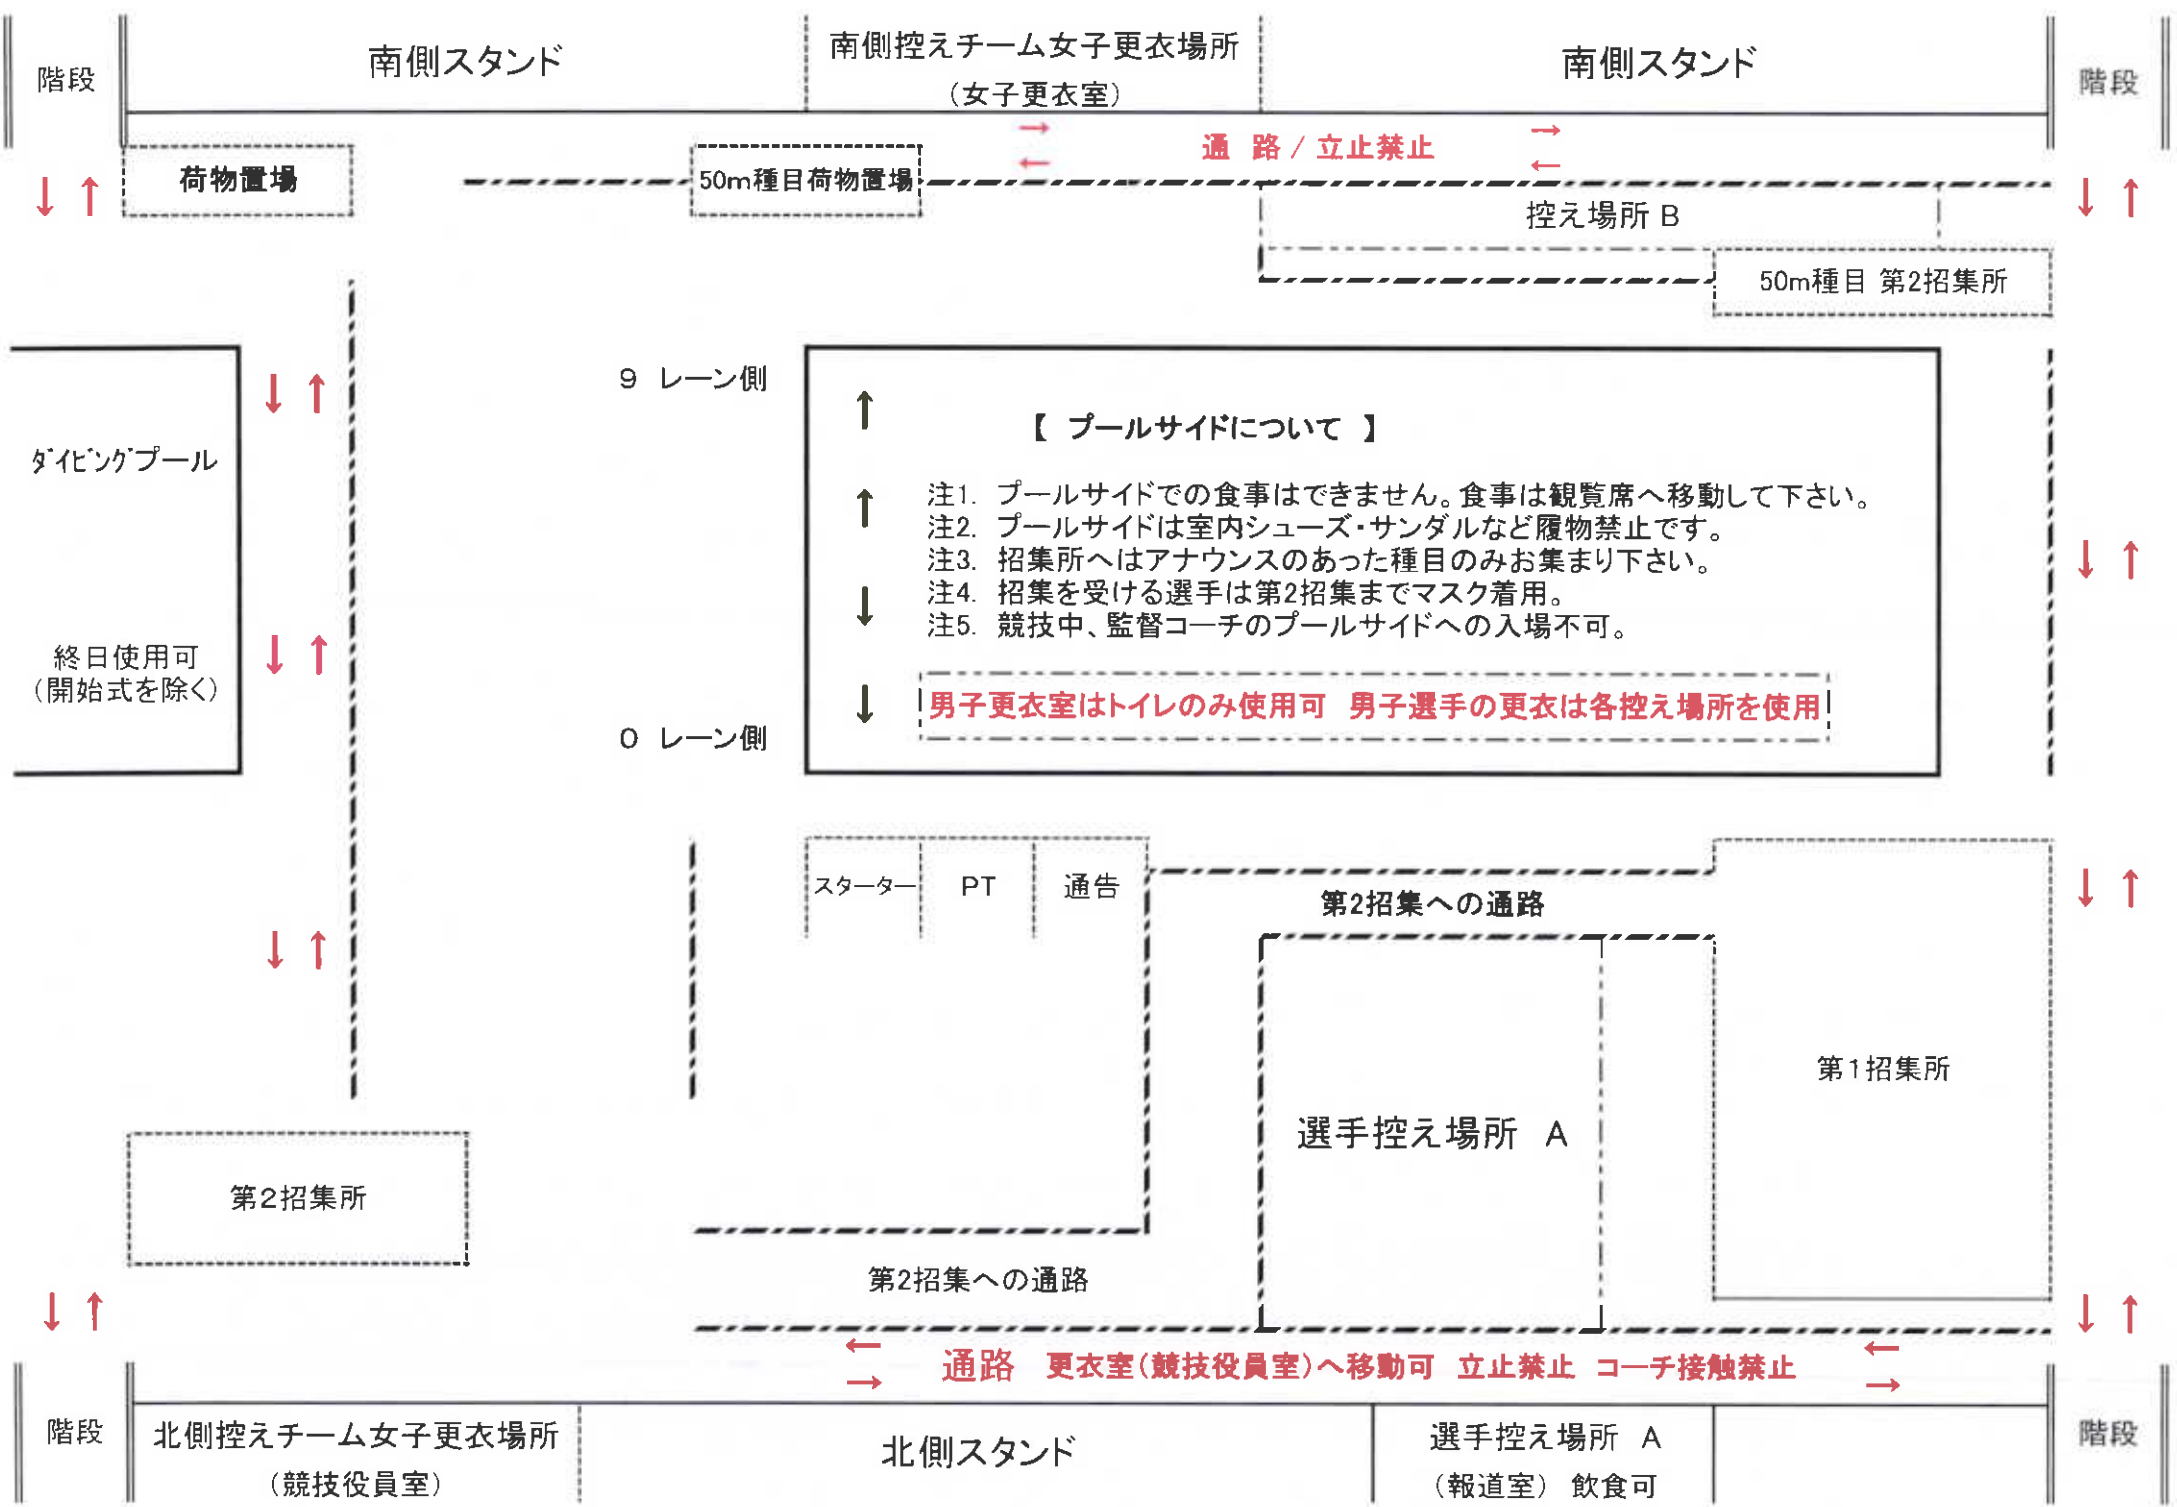 階段
南側スタンド
南側控えチーム女子更衣場所
（女子更衣室）
南側スタンド
階段
通 路 / 立止禁止
荷物置場
50m種目荷物置場
控え場所 B
50m種目 第2招集所
9 レーン側
【 プールサイドについて 】
ﾀﾞｲﾋﾞﾝｸﾞプール
注1. プールサイドでの食事はできません。食事は観覧席へ移動して下さい。
注2. プールサイドは室内シューズ・サンダルなど履物禁止です。
注3. 招集所へはアナウンスのあった種目のみお集まり下さい。
注4. 招集を受ける選手は第2招集までマスク着用。
注5. 競技中、監督コーチのプールサイドへの入場不可。
終日使用可
（開始式を除く）
男子更衣室はトイレのみ使用可 男子選手の更衣は各控え場所を使用
0 レーン側
スターター
PT
通告
第2招集への通路
第1招集所
選手控え場所 A
第2招集所
第2招集への通路
通路 更衣室(競技役員室)へ移動可 立止禁止 コーチ接触禁止
階段
北側控えチーム女子更衣場所
（競技役員室）
北側スタンド
選手控え場所 A
（報道室） 飲食可
階段